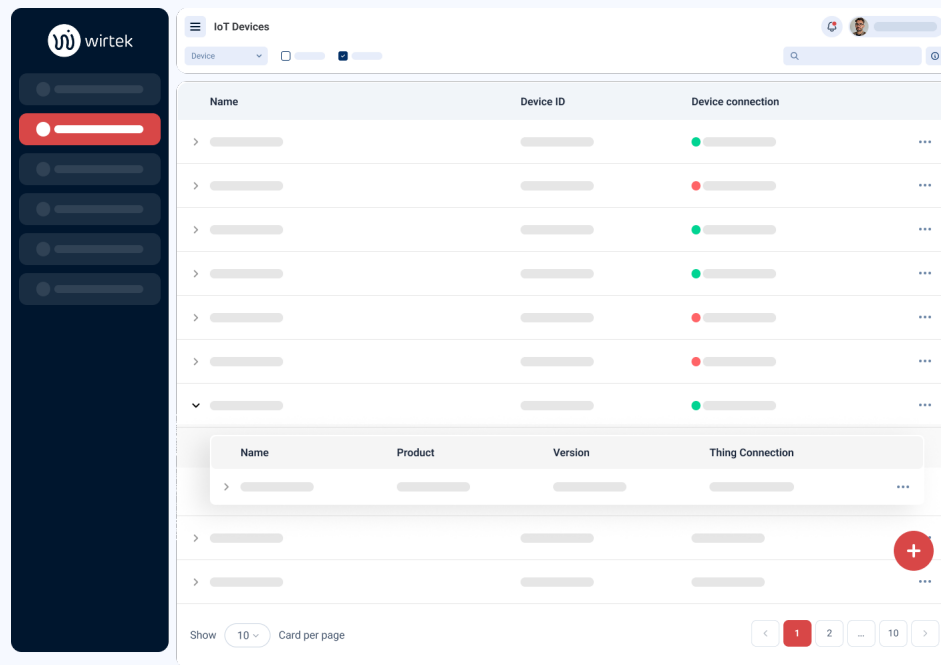 wirtek
IoT Devices
Device
Name Device ID Device connection
Name Product Version Thing Connection
Show 10 Card per page
1 2 ... 10